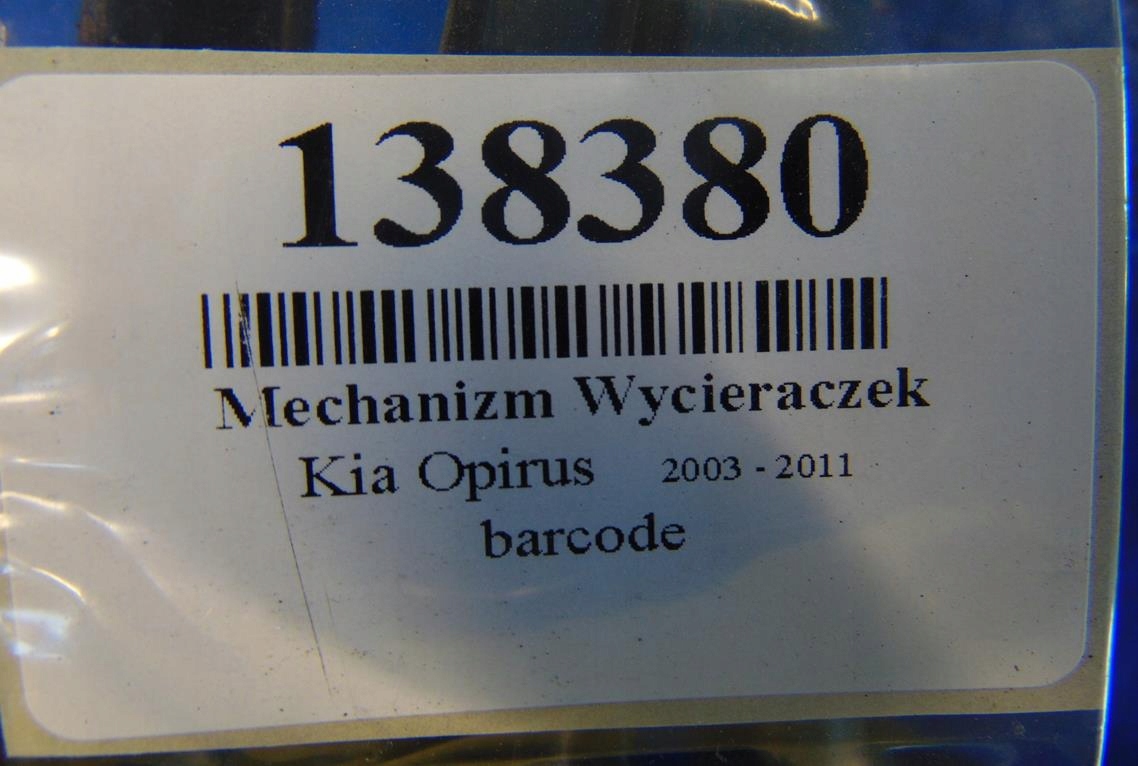 138380
Mechanizm Wycieraczek
Kia Opirus 2003 - 2011
barcode